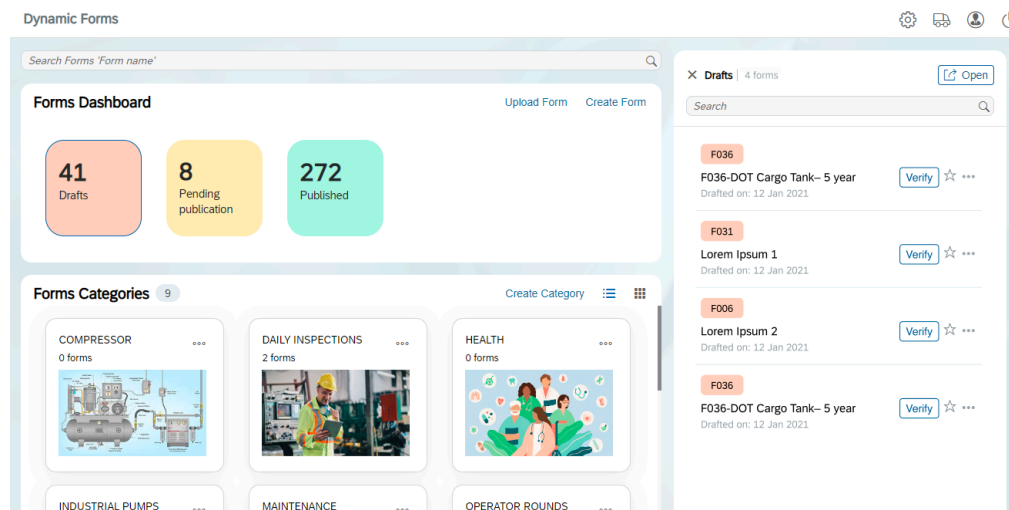 Dynamic Forms
Search Forms 'Form name'
Forms Dashboard
Upload Form
Create Form
41
Drafts
8
Pending
publication
272
Published
Forms Categories
9
Create Category
COMPRESSOR
0 forms
DAILY INSPECTIONS
2 forms
HEALTH
0 forms
INDUSTRIAL PUMPS
MAINTENANCE
OPERATOR ROUNDS
Drafts
4 forms
Open
Search
F036
F036-DOT Cargo Tank– 5 year
Verify
Drafted on: 12 Jan 2021
F031
Lorem Ipsum 1
Verify
Drafted on: 12 Jan 2021
F006
Lorem Ipsum 2
Verify
Drafted on: 12 Jan 2021
F036
F036-DOT Cargo Tank– 5 year
Verify
Drafted on: 12 Jan 2021